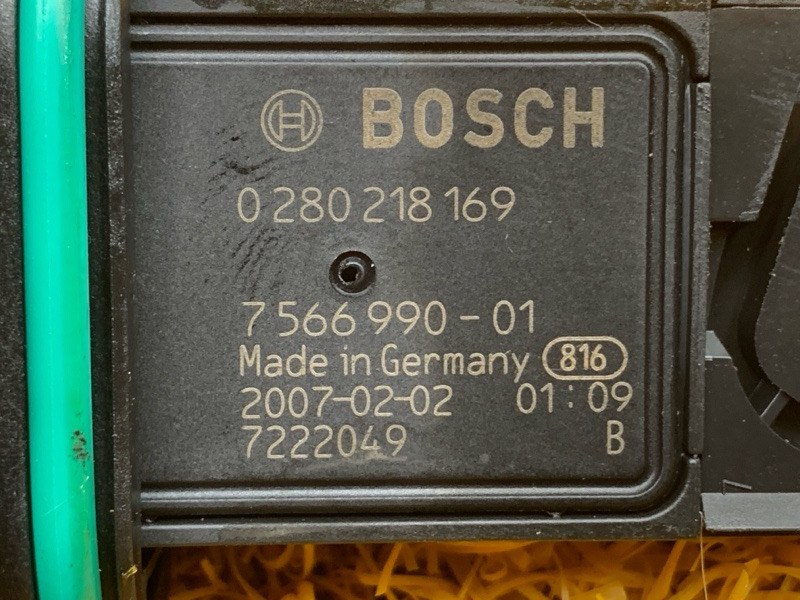 BOSCH
0 280 218 169
7 566 990-01
Made in Germany 816
2007-02-02 01:09
7222049 B